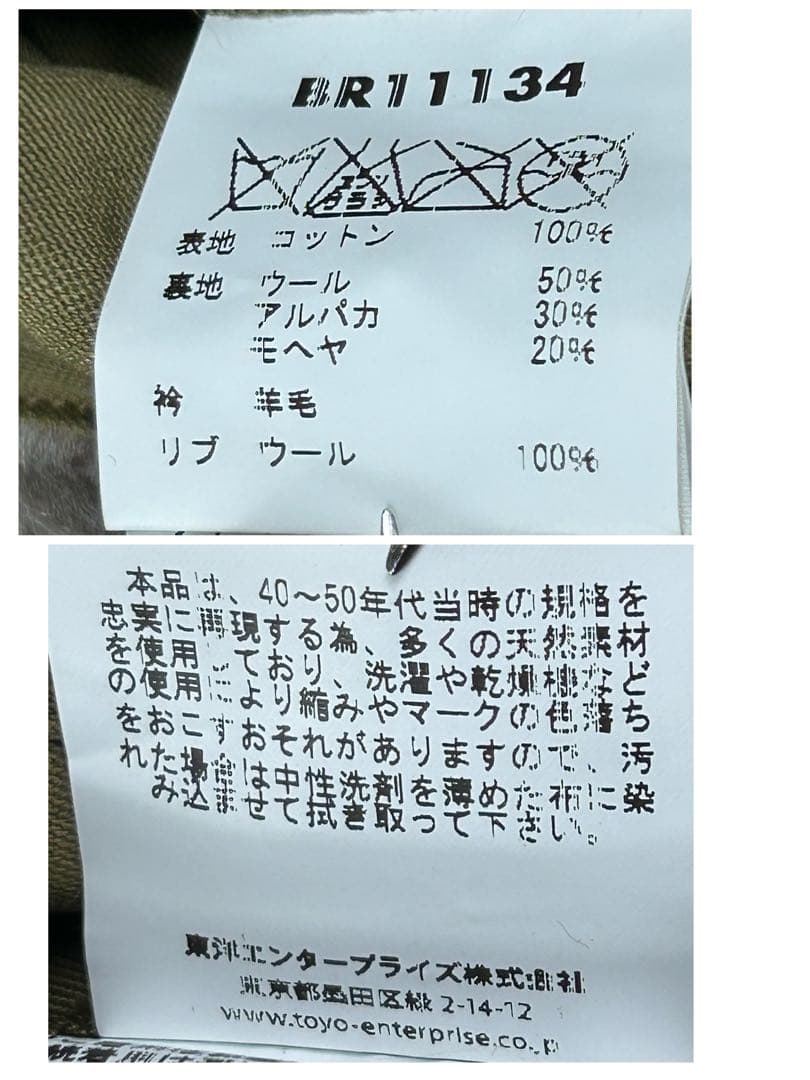 BR11134
エンソ
サラシ
ドライ
表地 コットン 100%
裏地 ウール 50%
アルパカ 30%
モヘヤ 20%
衿 羊毛
リブ ウール 100%
本品は、40～50年代当時の規格を
忠実に再現する為、多くの天然素材
を使用しており、洗濯や乾燥機など
の使用により縮みやマークの色落ち
をおこすおそれがありますので、汚
れた場合は中性洗剤を薄めた布に染
み込ませて拭き取って下さい。
東洋エンタープライズ株式会社
東京都墨田区緑 2-14-12
www.toyo-enterprise.co.jp